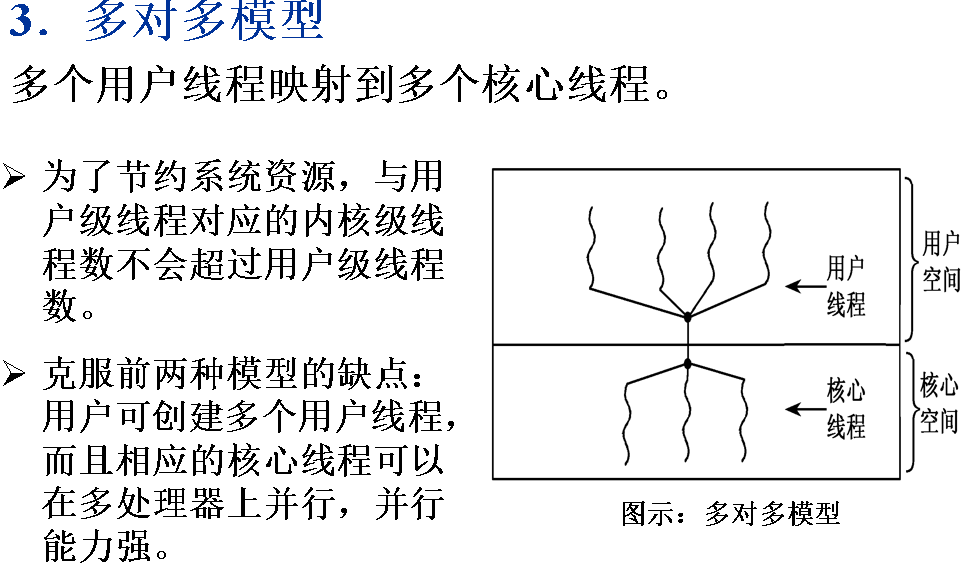 3．多对多模型
多个用户线程映射到多个核心线程。
➢ 为了节约系统资源，与用
户级线程对应的内核级线
程数不会超过用户级线程
数。
➢ 克服前两种模型的缺点：
用户可创建多个用户线程，
而且相应的核心线程可以
在多处理器上并行，并行
能力强。
用户
线程
用户
空间
核心
线程
核心
空间
图示：多对多模型